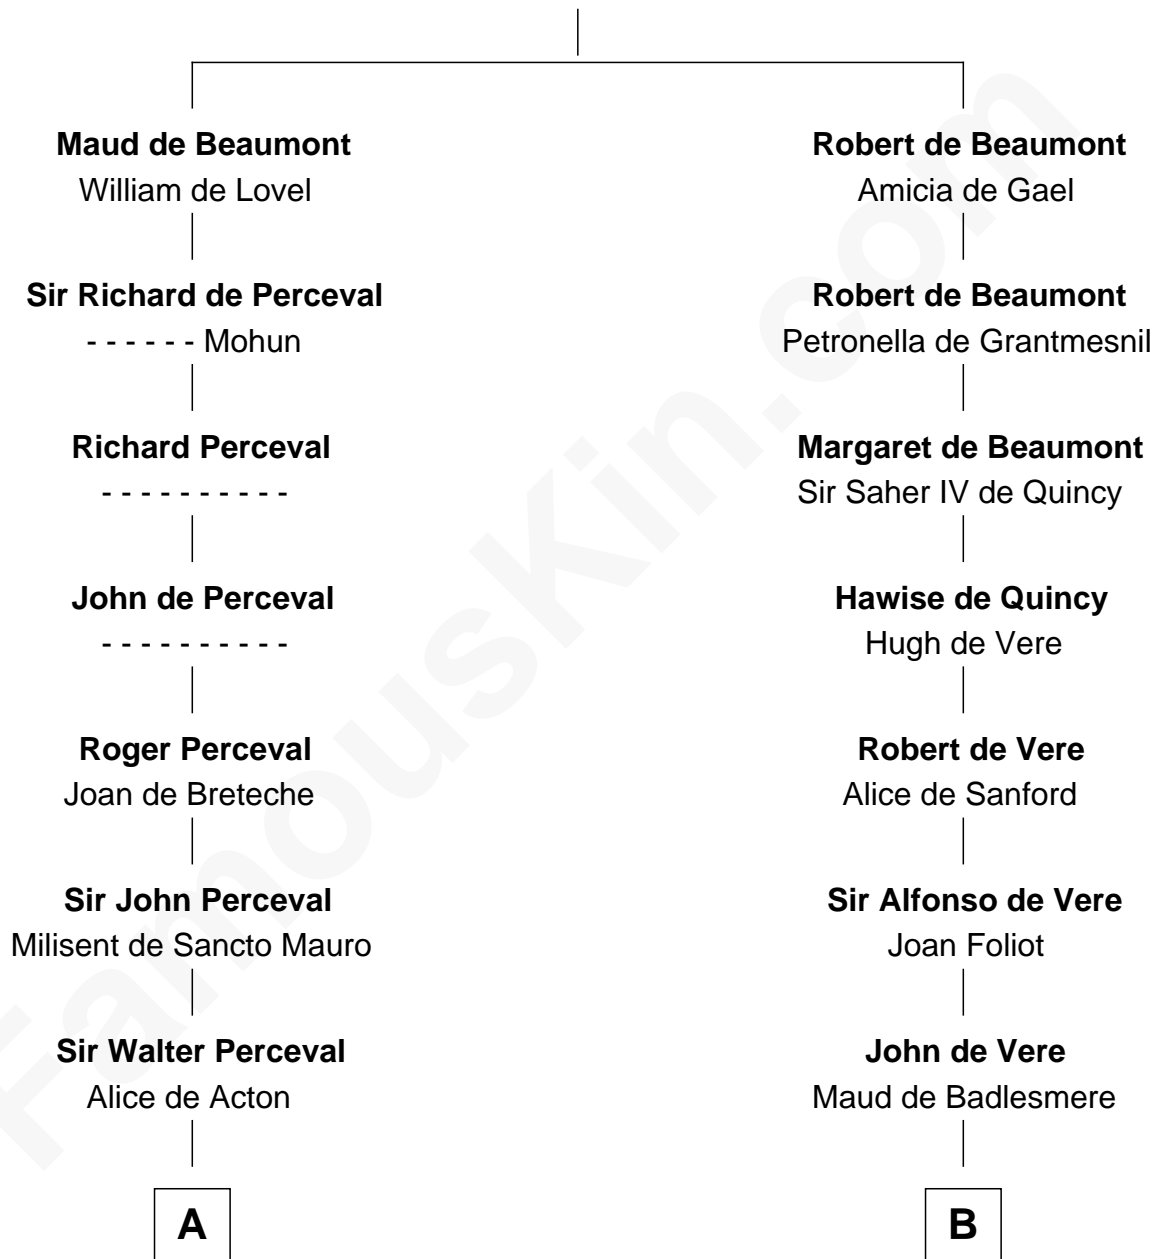 Maud de Beaumont
William de Lovel
Sir Richard de Perceval
- - - - - - Mohun
Richard Perceval
- - - - - - - - - -
John de Perceval
- - - - - - - - - -
Roger Perceval
Joan de Breteche
Sir John Perceval
Milisent de Sancto Mauro
Sir Walter Perceval
Alice de Acton
A
Robert de Beaumont
Amicia de Gael
Robert de Beaumont
Petronella de Grantmesnil
Margaret de Beaumont
Sir Saher IV de Quincy
Hawise de Quincy
Hugh de Vere
Robert de Vere
Alice de Sanford
Sir Alfonso de Vere
Joan Foliot
John de Vere
Maud de Badlesmere
B
FamousKin.com